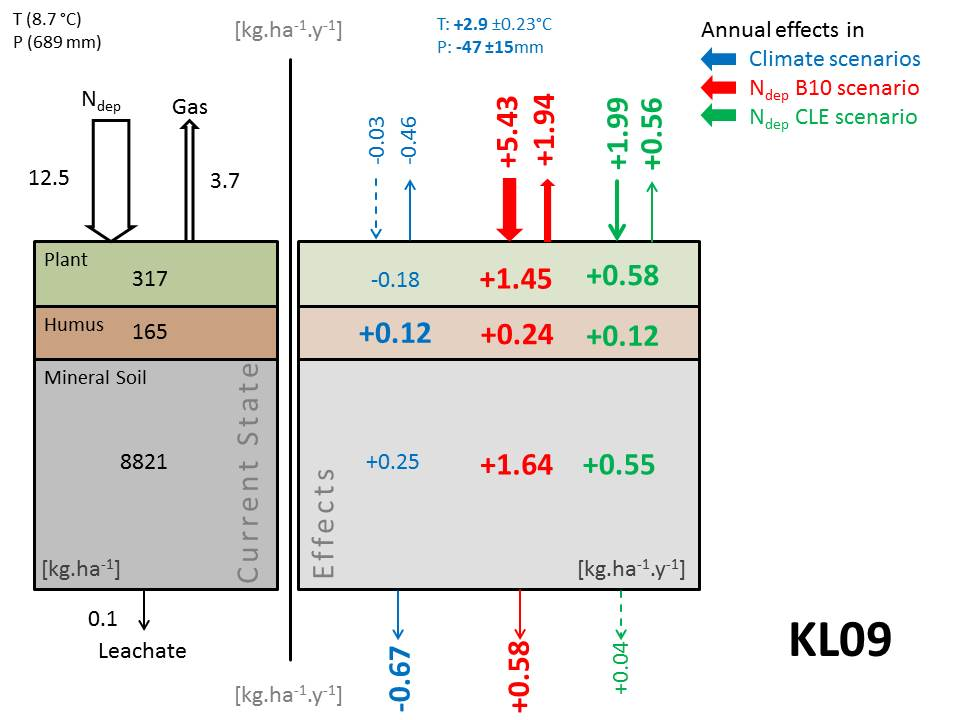 T (8.7 °C)
P (689 mm)
[kg.ha-1.y-1]
T: +2.9 ±0.23°C
P: -47 ±15mm
Annual effects in
Climate scenarios
Ndep B10 scenario
Ndep CLE scenario
Ndep
Gas
12.5
3.7
-0.03
-0.46
+5.43
+1.94
+1.99
+0.56
Plant
317
-0.18
+1.45
+0.58
Humus
165
+0.12
+0.24
+0.12
Mineral Soil
8821
Current State
[kg.ha-1]
Effects
+0.25
+1.64
+0.55
[kg.ha-1.y-1]
0.1
Leachate
-0.67
+0.58
+0.04
KL09
[kg.ha-1.y-1]